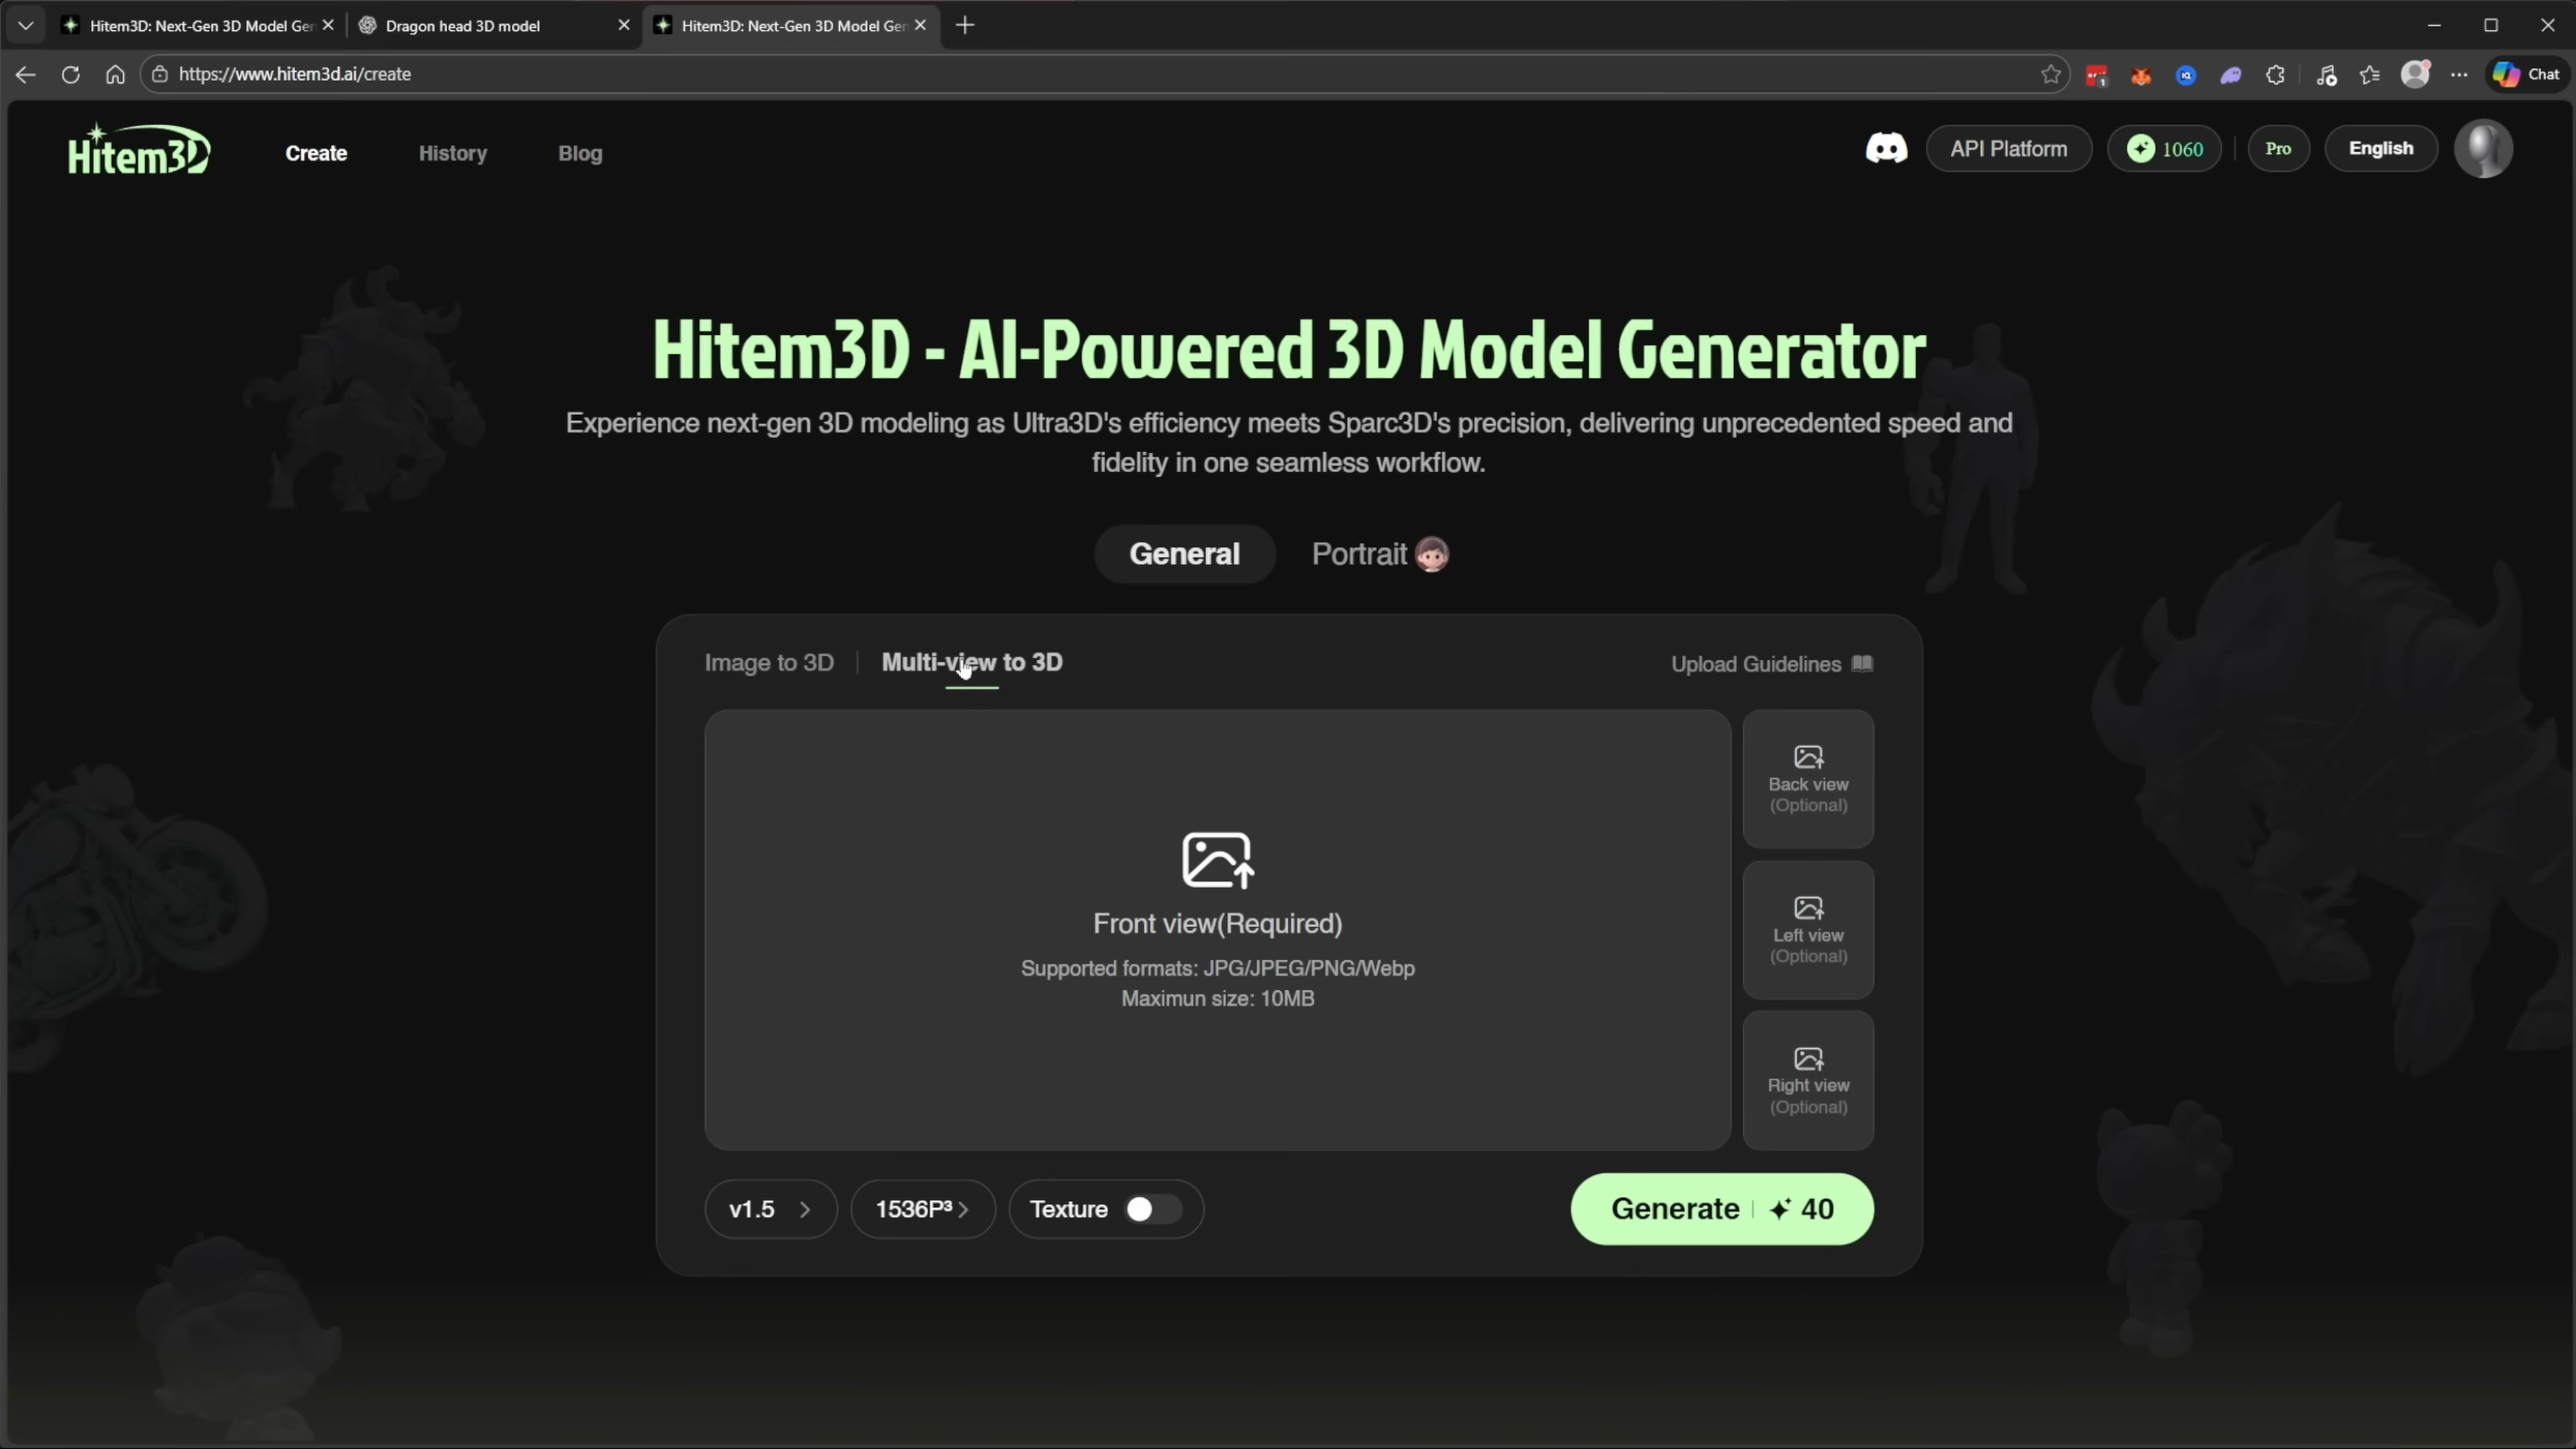 Hitem3D: Next-Gen 3D Model Ger
Dragon head 3D model
Hitem3D: Next-Gen 3D Model Ger
https://www.hitem3d.ai/create
1
Chat
Hitem3D
Create
History
Blog
API Platform
1060
Pro
English
Hitem3D - AI-Powered 3D Model Generator
Experience next-gen 3D modeling as Ultra3D's efficiency meets Sparc3D's precision, delivering unprecedented speed and
fidelity in one seamless workflow.
General
Portrait
Image to 3D
Multi-view to 3D
Upload Guidelines
Front view(Required)
Supported formats: JPG/JPEG/PNG/Webp
Maximun size: 10MB
Back view
(Optional)
Left view
(Optional)
Right view
(Optional)
v1.5
1536P³
Texture
Generate
40